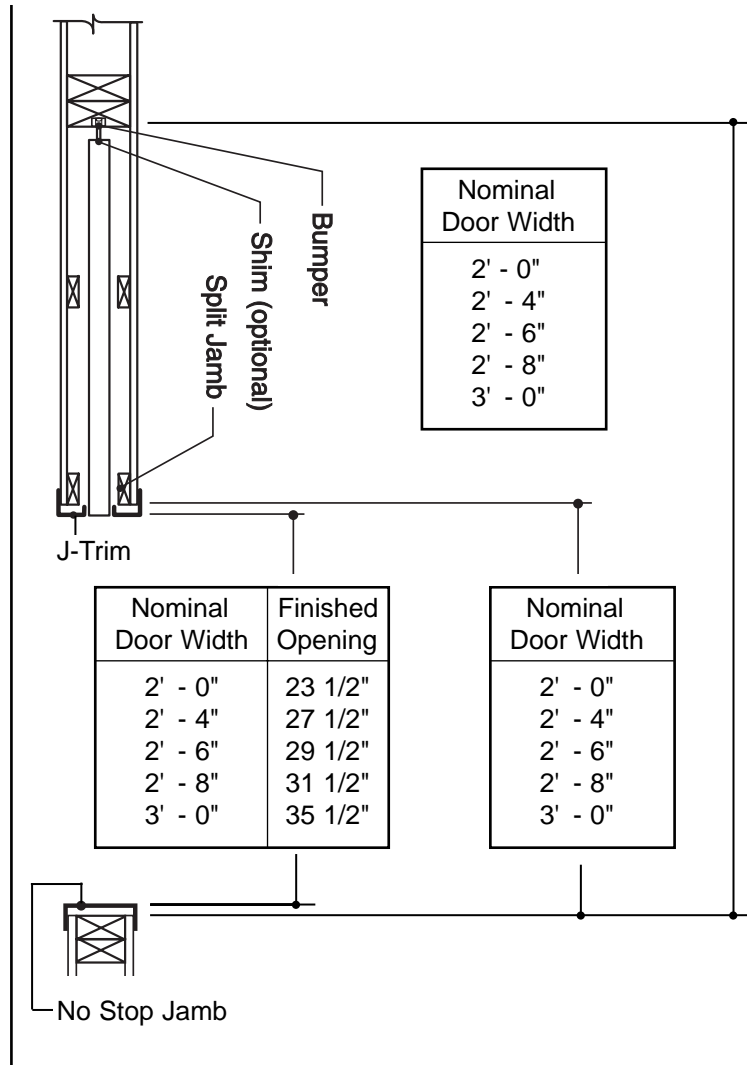 Nominal
Door Width
2' - 0"
2' - 4"
2' - 6"
2' - 8"
3' - 0"
Bumper
Shim (optional)
Split Jamb
J-Trim
Nominal Finished
Door Width Opening
2' - 0" 23 1/2"
2' - 4" 27 1/2"
2' - 6" 29 1/2"
2' - 8" 31 1/2"
3' - 0" 35 1/2"
Nominal
Door Width
2' - 0"
2' - 4"
2' - 6"
2' - 8"
3' - 0"
No Stop Jamb